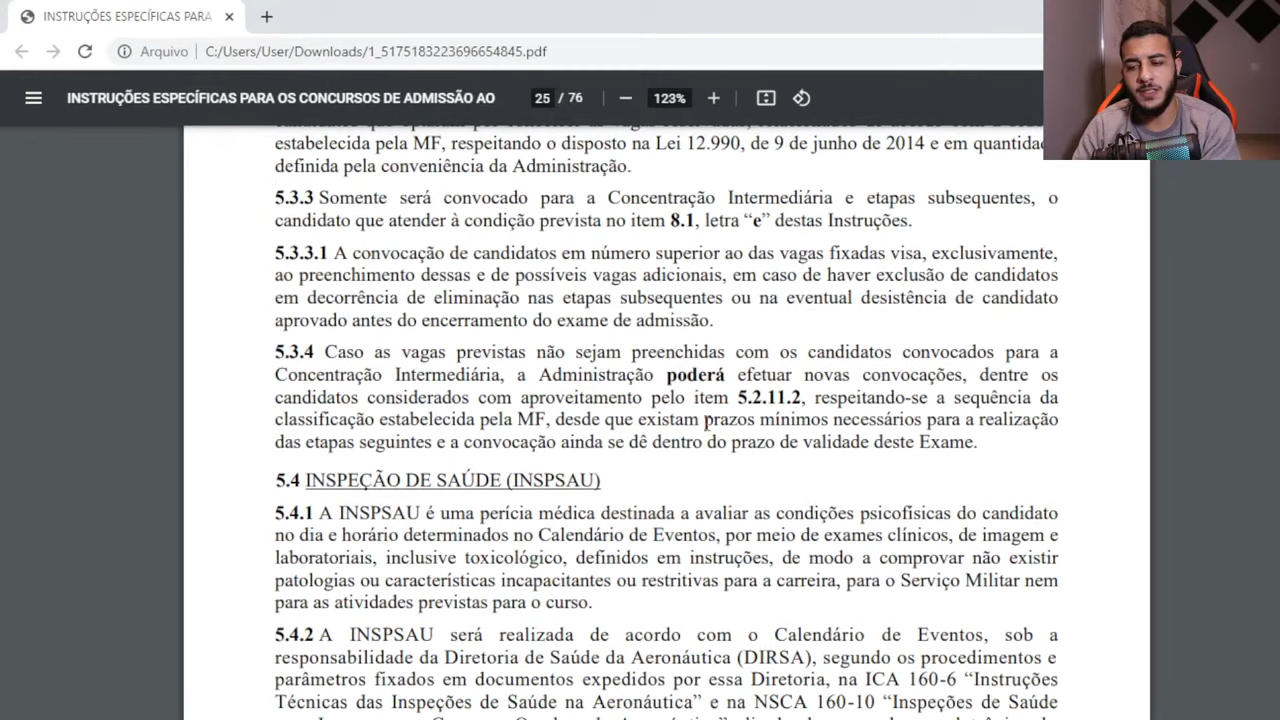 INSTRUÇÕES ESPECÍFICAS PARA
Arquivo
C:/Users/User/Downloads/1_5175183223696654845.pdf
INSTRUÇÕES ESPECÍFICAS PARA OS CONCURSOS DE ADMISSÃO AO
25 / 76
123%
estabelecida pela MF, respeitando o disposto na Lei 12.990, de 9 de junho de 2014 e em
definida pela conveniência da Administração.
5.3.3 Somente será convocado para a Concentração Intermediária e etapas subsequentes, o
candidato que atender à condição prevista no item 8.1, letra “e” destas Instruções.
5.3.3.1 A convocação de candidatos em número superior ao das vagas fixadas visa, exclusivamente,
ao preenchimento dessas e de possíveis vagas adicionais, em caso de haver exclusão de candidatos
em decorrência de eliminação nas etapas subsequentes ou na eventual desistência de candidato
aprovado antes do encerramento do exame de admissão.
5.3.4 Caso as vagas previstas não sejam preenchidas com os candidatos convocados para a
Concentração Intermediária, a Administração poderá efetuar novas convocações, dentre os
candidatos considerados com aproveitamento pelo item 5.2.11.2, respeitando-se a sequência da
classificação estabelecida pela MF, desde que existam prazos mínimos necessários para a realização
das etapas seguintes e a convocação ainda se dê dentro do prazo de validade deste Exame.
5.4 INSPEÇÃO DE SAÚDE (INSPSAU)
5.4.1 A INSPSAU é uma perícia médica destinada a avaliar as condições psicofísicas do candidato
no dia e horário determinados no Calendário de Eventos, por meio de exames clínicos, de imagem e
laboratoriais, inclusive toxicológico, definidos em instruções, de modo a comprovar não existir
patologias ou características incapacitantes ou restritivas para a carreira, para o Serviço Militar nem
para as atividades previstas para o curso.
5.4.2 A INSPSAU será realizada de acordo com o Calendário de Eventos, sob a
responsabilidade da Diretoria de Saúde da Aeronáutica (DIRSA), segundo os procedimentos e
parâmetros fixados em documentos expedidos por essa Diretoria, na ICA 160-6 “Instruções
Técnicas das Inspeções de Saúde na Aeronáutica” e na NSCA 160-10 “Inspeções de Saúde